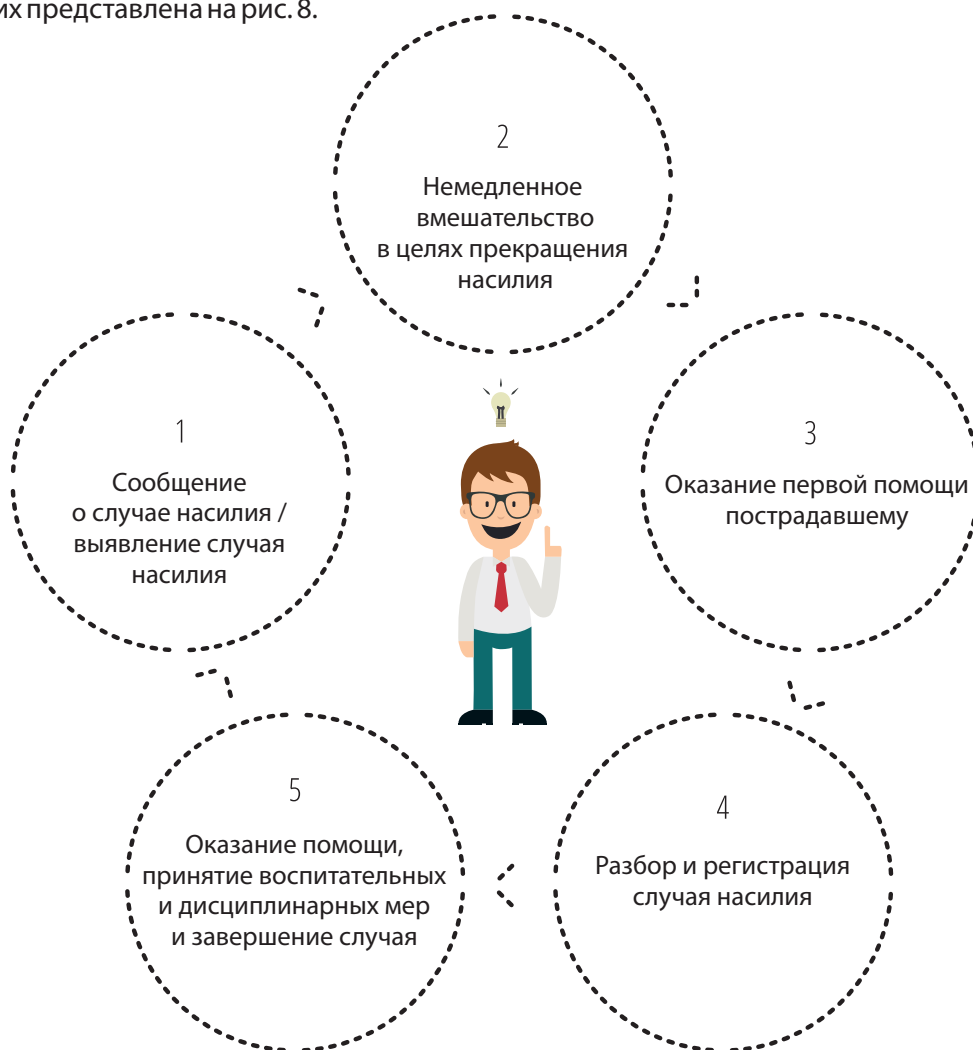 их представлена на рис. 8.
2
Немедленное
вмешательство
в целях прекращения
насилия
1
Сообщение
о случае насилия /
выявление случая
насилия
3
Оказание первой помощи
пострадавшему
5
Оказание помощи,
принятие воспитательных
и дисциплинарных мер
и завершение случая
4
Разбор и регистрация
случая насилия